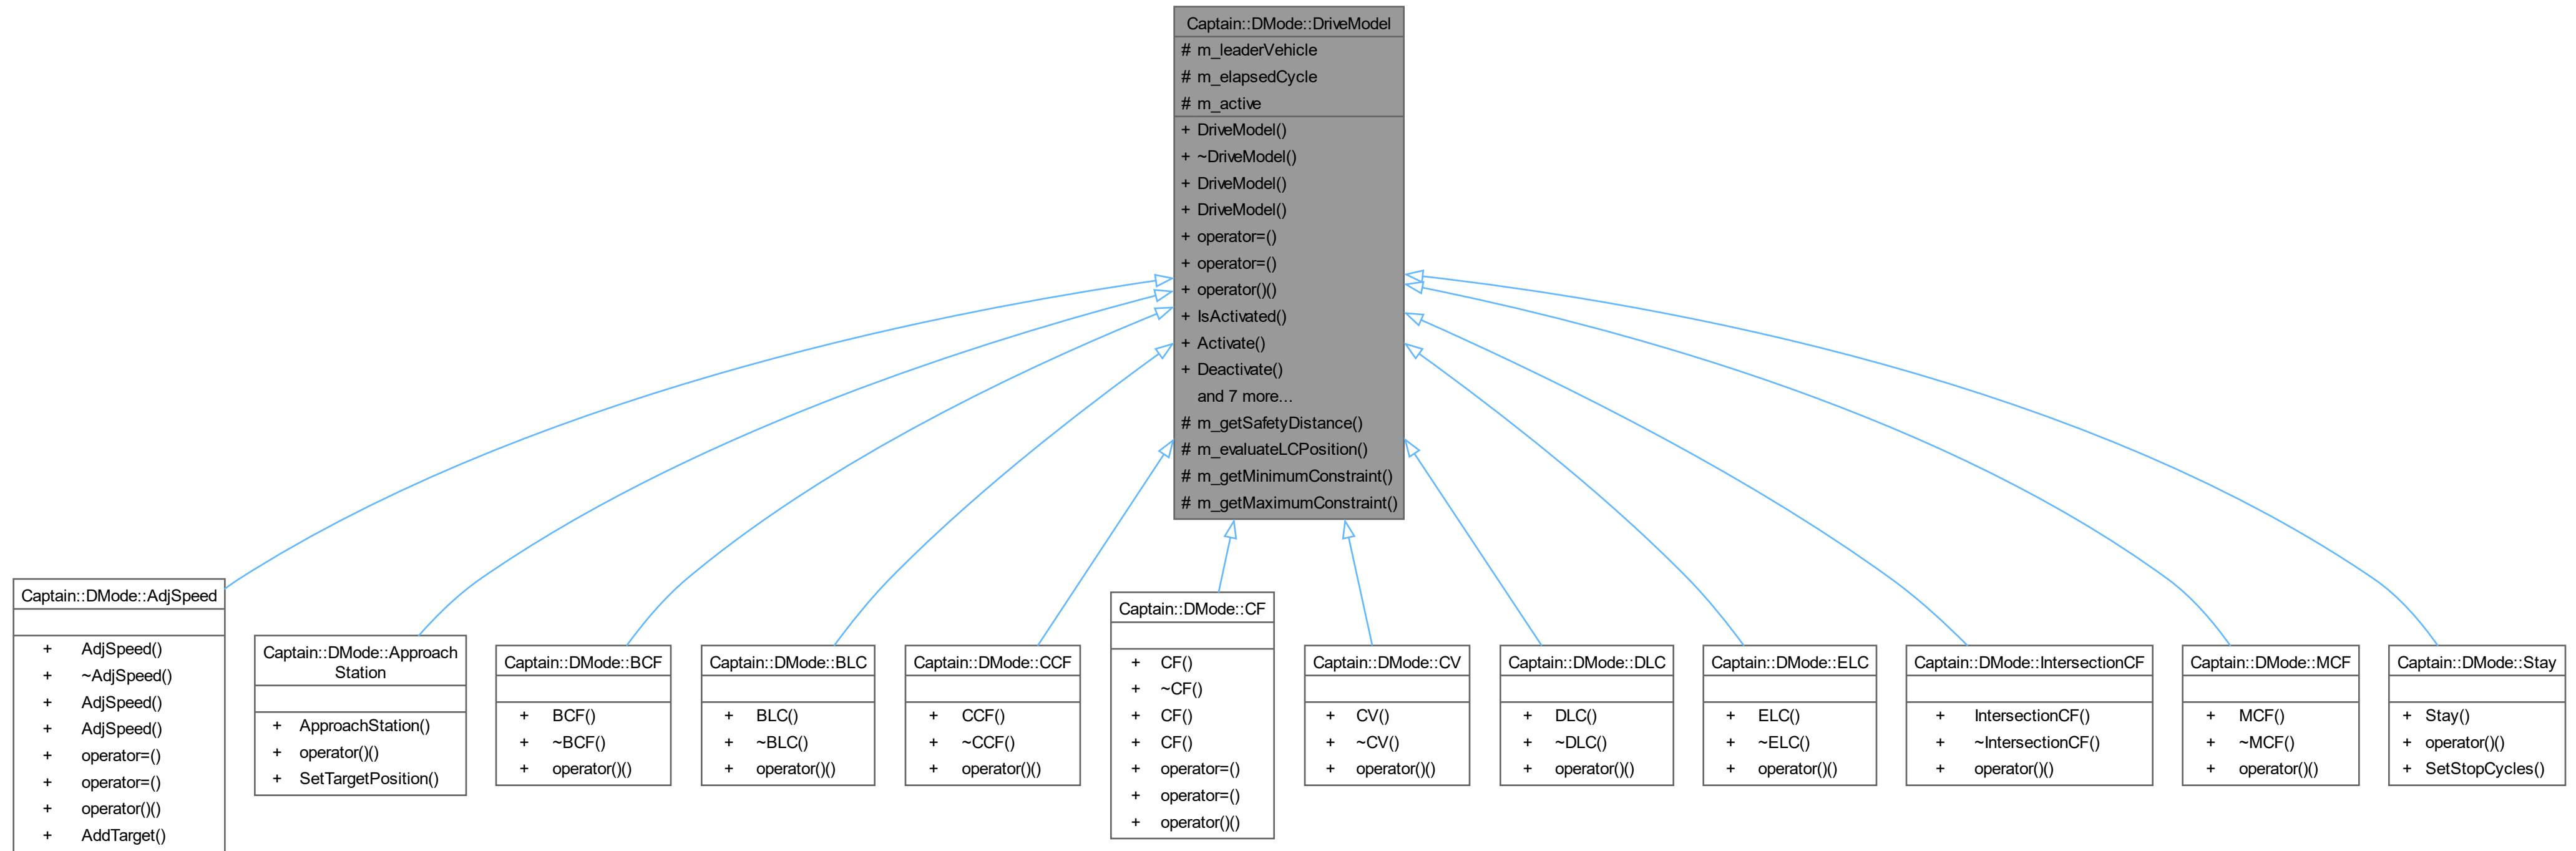 Captain::DMode::DriveModel
# m_leaderVehicle
# m_elapsedCycle
# m_active
+ DriveModel()
+ ~DriveModel()
+ DriveModel()
+ DriveModel()
+ operator=()
+ operator=()
+ operator()()
+ IsActivated()
+ Activate()
+ Deactivate()
and 7 more...
# m_getSafetyDistance()
# m_evaluateLCPosition()
# m_getMinimumConstraint()
# m_getMaximumConstraint()
Captain::DMode::AdjSpeed
+ AdjSpeed()
+ ~AdjSpeed()
+ AdjSpeed()
+ AdjSpeed()
+ operator=()
+ operator=()
+ operator()()
+ AddTarget()
Captain::DMode::Approach
Station
+ ApproachStation()
+ operator()()
+ SetTargetPosition()
Captain::DMode::BCF
+ BCF()
+ ~BCF()
+ operator()()
Captain::DMode::BLC
+ BLC()
+ ~BLC()
+ operator()()
Captain::DMode::CCF
+ CCF()
+ ~CCF()
+ operator()()
Captain::DMode::CF
+ CF()
+ ~CF()
+ CF()
+ CF()
+ operator=()
+ operator=()
+ operator()()
Captain::DMode::CV
+ CV()
+ ~CV()
+ operator()()
Captain::DMode::DLC
+ DLC()
+ ~DLC()
+ operator()()
Captain::DMode::ELC
+ ELC()
+ ~ELC()
+ operator()()
Captain::DMode::IntersectionCF
+ IntersectionCF()
+ ~IntersectionCF()
+ operator()()
Captain::DMode::MCF
+ MCF()
+ ~MCF()
+ operator()()
Captain::DMode::Stay
+ Stay()
+ operator()()
+ SetStopCycles()